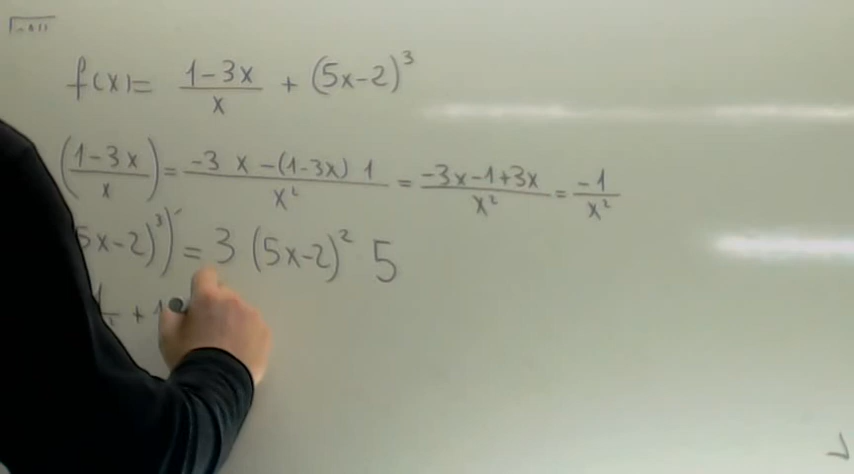 f(x)= (1-3x)/x + (5x-2)³
((1-3x)/x) = (-3 x -(1-3x) 1)/x² = (-3x-1+3x)/x² = -1/x²
5x-2)³)' = 3 (5x-2)² 5
+ 1